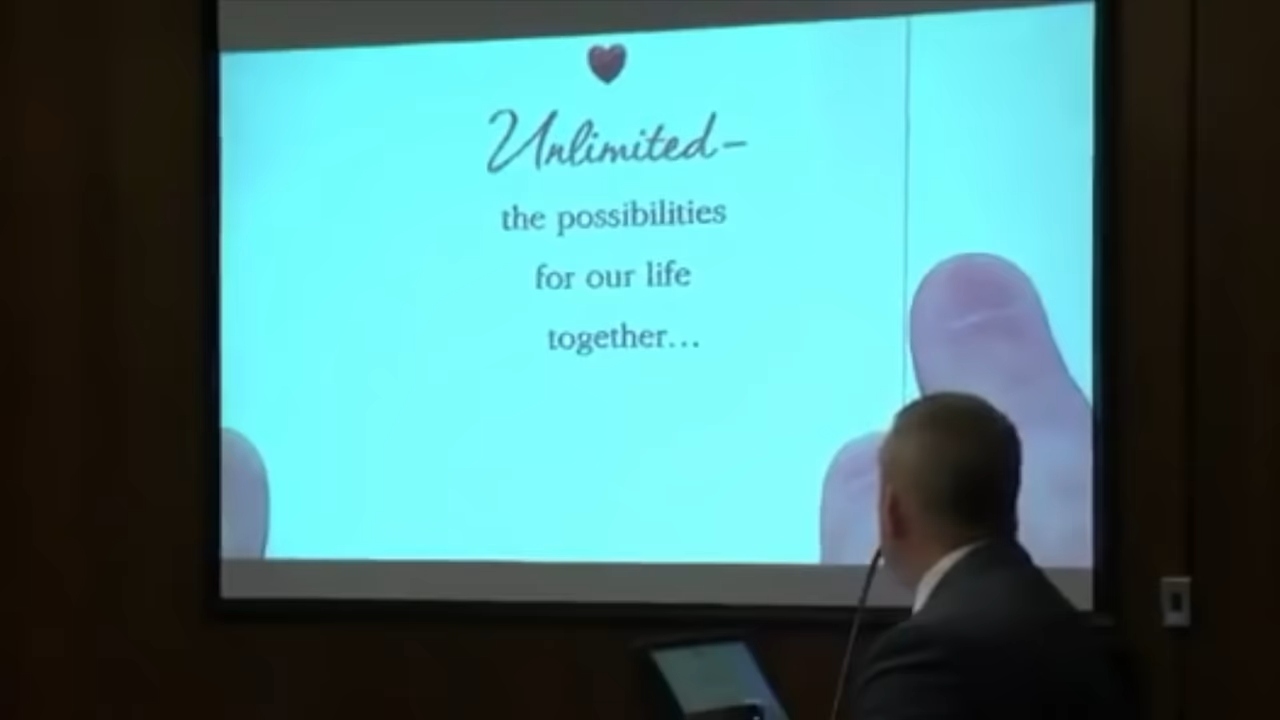 Unlimited–
the possibilities
for our life
together...